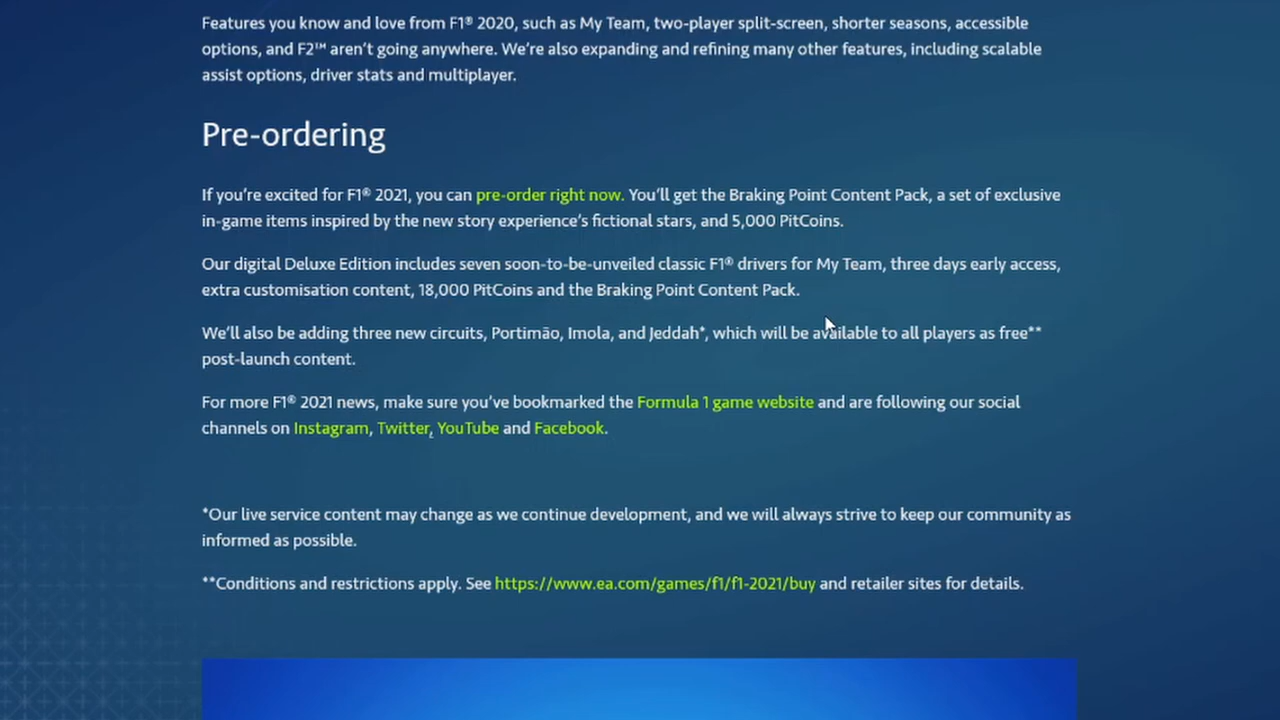 Features you know and love from F1® 2020, such as My Team, two-player split-screen, shorter seasons, accessible
options, and F2™ aren't going anywhere. We're also expanding and refining many other features, including scalable
assist options, driver stats and multiplayer.
Pre-ordering
If you're excited for F1® 2021, you can pre-order right now. You'll get the Braking Point Content Pack, a set of exclusive
in-game items inspired by the new story experience's fictional stars, and 5,000 PitCoins.
Our digital Deluxe Edition includes seven soon-to-be-unveiled classic F1® drivers for My Team, three days early access,
extra customisation content, 18,000 PitCoins and the Braking Point Content Pack.
We'll also be adding three new circuits, Portimão, Imola, and Jeddah*, which will be available to all players as free**
post-launch content.
For more F1® 2021 news, make sure you've bookmarked the Formula 1 game website and are following our social
channels on Instagram, Twitter, YouTube and Facebook.
*Our live service content may change as we continue development, and we will always strive to keep our community as
informed as possible.
**Conditions and restrictions apply. See https://www.ea.com/games/f1/f1-2021/buy and retailer sites for details.